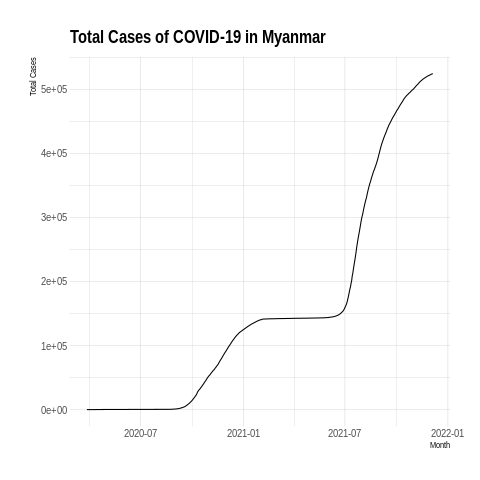 Total Cases of COVID-19 in Myanmar
Total Cases
5e+05
4e+05
3e+05
2e+05
1e+05
0e+00
2020-07 2021-01 2021-07 2022-01
Month